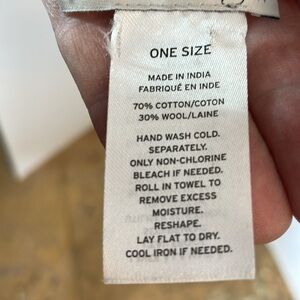 ONE SIZE
MADE IN INDIA
FABRIQUÉ EN INDE
70% COTTON/COTON
30% WOOL/LAINE
HAND WASH COLD.
SEPARATELY.
ONLY NON-CHLORINE
BLEACH IF NEEDED.
ROLL IN TOWEL TO
REMOVE EXCESS
MOISTURE.
RESHAPE.
LAY FLAT TO DRY.
COOL IRON IF NEEDED.